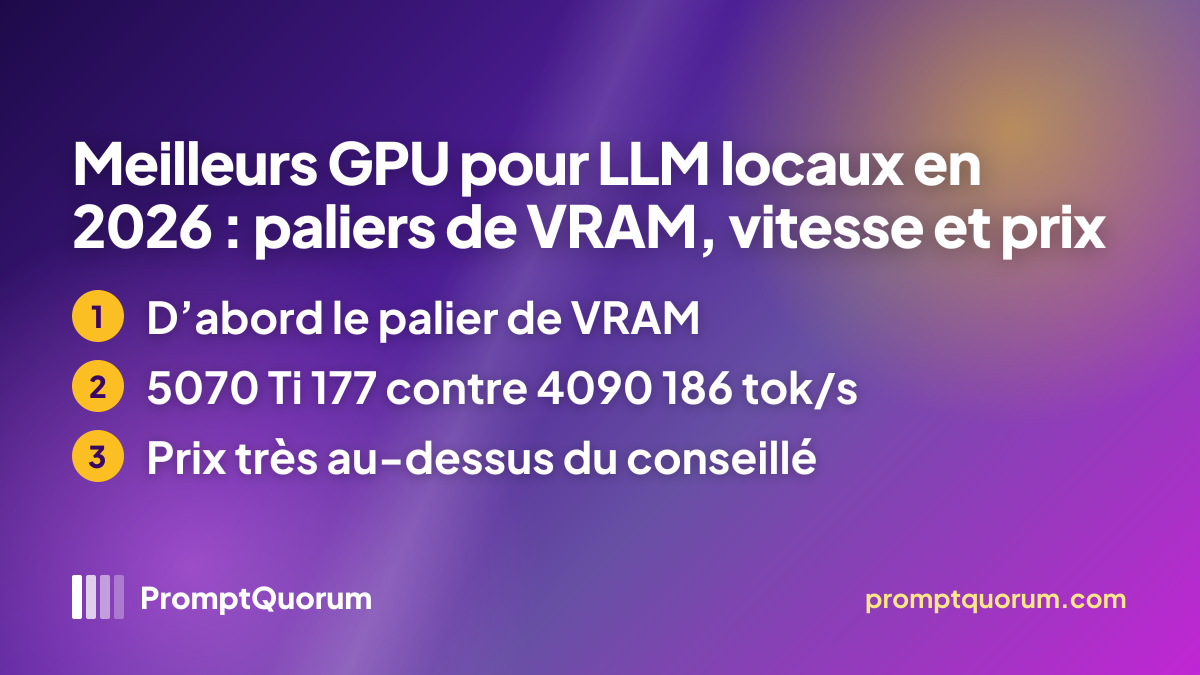 Meilleurs GPU pour LLM locaux en
2026 : paliers de VRAM, vitesse et prix
1 D’abord le palier de VRAM
2 5070 Ti 177 contre 4090 186 tok/s
3 Prix très au-dessus du conseillé
PromptQuorum
promptquorum.com